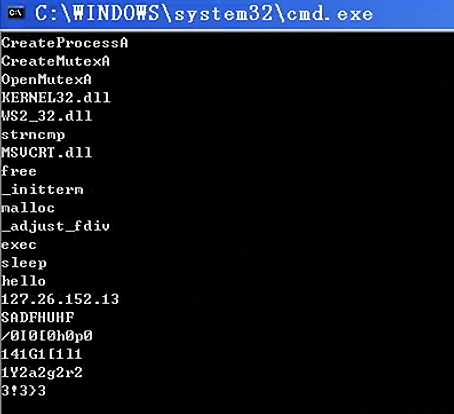 C:\WINDOWS\system32\cmd.exe
CreateProcessA
CreateMutexA
OpenMutexA
KERNEL32.dll
WS2_32.dll
strncmp
MSVCRT.dll
free
_initterm
malloc
_adjust_fdiv
exec
sleep
hello
127.26.152.13
SADFHUHF
/0I0[0h0p0
141G1[1l1
1Y2a2g2r2
3!3}3